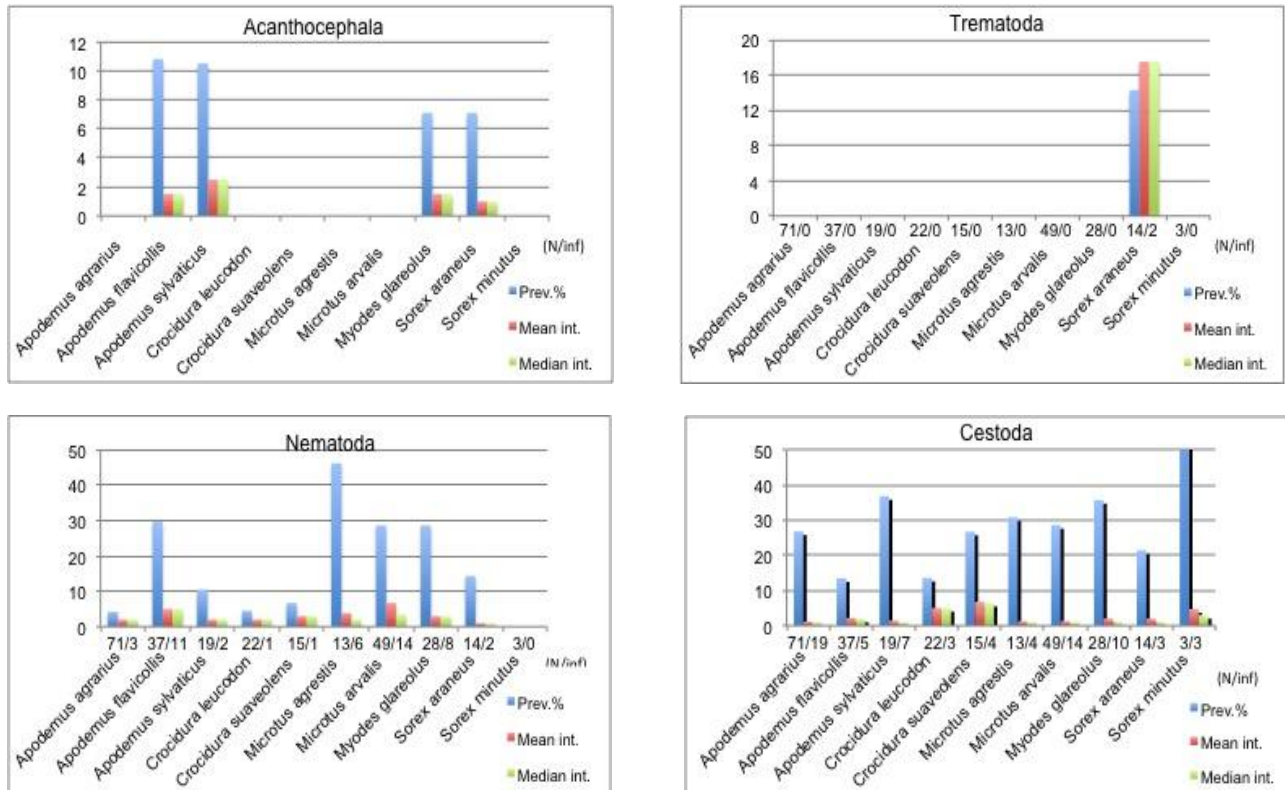 Acanthocephala
12
10
8
6
4
2
0
(N/inf)
Apodemus agrarius
Apodemus flavicollis
Apodemus sylvaticus
Crocidura leucodon
Crocidura suaveolens
Microtus agrestis
Microtus arvalis
Myodes glareolus
Sorex araneus
Sorex minutus
Prev.%
Mean int.
Median int.
Trematoda
20
16
12
8
4
0
71/0 37/0 19/0 22/0 15/0 13/0 49/0 28/0 14/2 3/0
(N/inf)
Apodemus agrarius
Apodemus flavicollis
Apodemus sylvaticus
Crocidura leucodon
Crocidura suaveolens
Microtus agrestis
Microtus arvalis
Myodes glareolus
Sorex araneus
Sorex minutus
Prev.%
Mean int.
Median int.
Nematoda
50
40
30
20
10
0
71/3 37/11 19/2 22/1 15/1 13/6 49/14 28/8 14/2 3/0
(N/inf)
Apodemus agrarius
Apodemus flavicollis
Apodemus sylvaticus
Crocidura leucodon
Crocidura suaveolens
Microtus agrestis
Microtus arvalis
Myodes glareolus
Sorex araneus
Sorex minutus
Prev.%
Mean int.
Median int.
Cestoda
50
40
30
20
10
0
71/19 37/5 19/7 22/3 15/4 13/4 49/14 28/10 14/3 3/3
(N/inf)
Apodemus agrarius
Apodemus flavicollis
Apodemus sylvaticus
Crocidura leucodon
Crocidura suaveolens
Microtus agrestis
Microtus arvalis
Myodes glareolus
Sorex araneus
Sorex minutus
Prev.%
Mean int.
Median int.